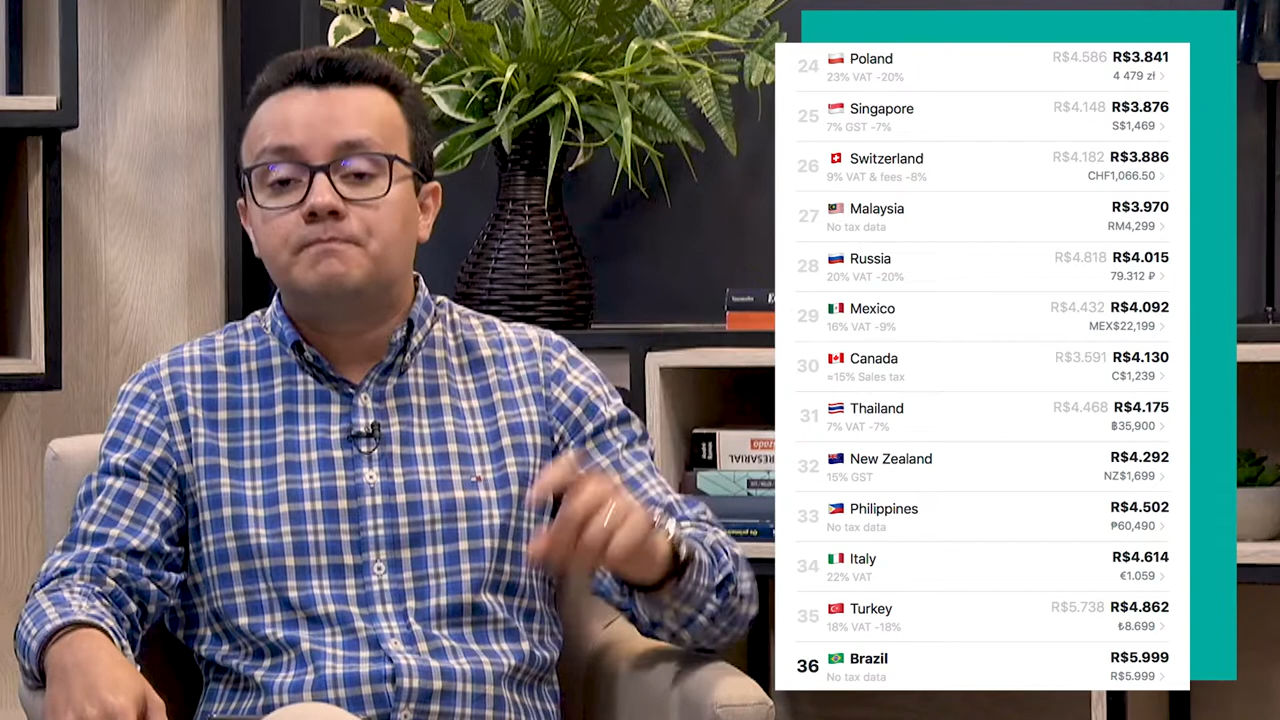 24 Poland R$4.586 R$3.841
23% VAT -20% 4 479 zł
25 Singapore R$4.148 R$3.876
7% GST -7% S$1,469
26 Switzerland R$4.182 R$3.886
9% VAT & fees -8% CHF1,066.50
27 Malaysia R$3.970
No tax data RM4,299
28 Russia R$4.818 R$4.015
20% VAT -20% 79.312 ₽
29 Mexico R$4.432 R$4.092
16% VAT -9% MEX$22,199
30 Canada R$3.591 R$4.130
≈15% Sales tax C$1,239
31 Thailand R$4.468 R$4.175
7% VAT -7% ฿35,900
32 New Zealand R$4.292
15% GST NZ$1,699
33 Philippines R$4.502
No tax data ₱60,490
34 Italy R$4.614
22% VAT €1.059
35 Turkey R$5.738 R$4.862
18% VAT -18% ₺8.699
36 Brazil R$5.999
No tax data R$5.999